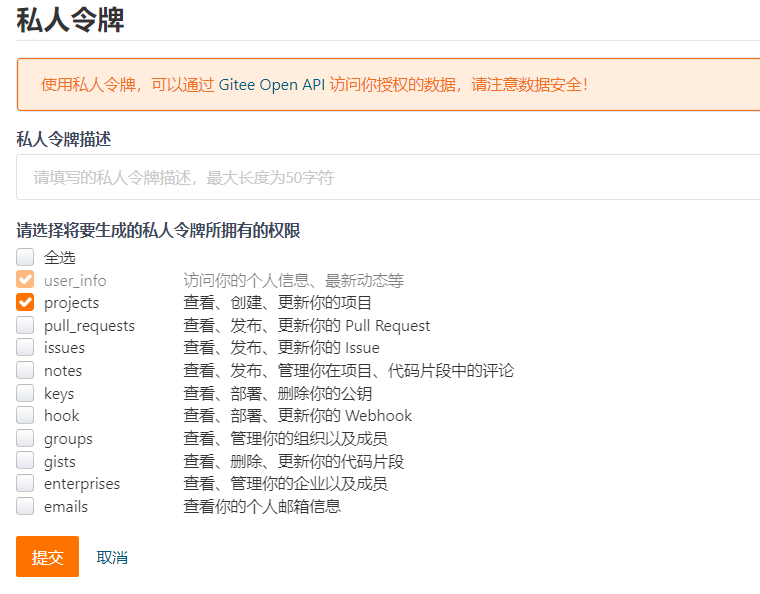 私人令牌
使用私人令牌，可以通过 Gitee Open API 访问你授权的数据，请注意数据安全！
私人令牌描述
请填写的私人令牌描述，最大长度为50字符
请选择将要生成的私人令牌所拥有的权限
全选
user_info 访问你的个人信息、最新动态等
projects 查看、创建、更新你的项目
pull_requests 查看、发布、更新你的 Pull Request
issues 查看、发布、更新你的 Issue
notes 查看、发布、管理你在项目、代码片段中的评论
keys 查看、部署、删除你的公钥
hook 查看、部署、更新你的 Webhook
groups 查看、管理你的组织以及成员
gists 查看、删除、更新你的代码片段
enterprises 查看、管理你的企业以及成员
emails 查看你的个人邮箱信息
提交 取消